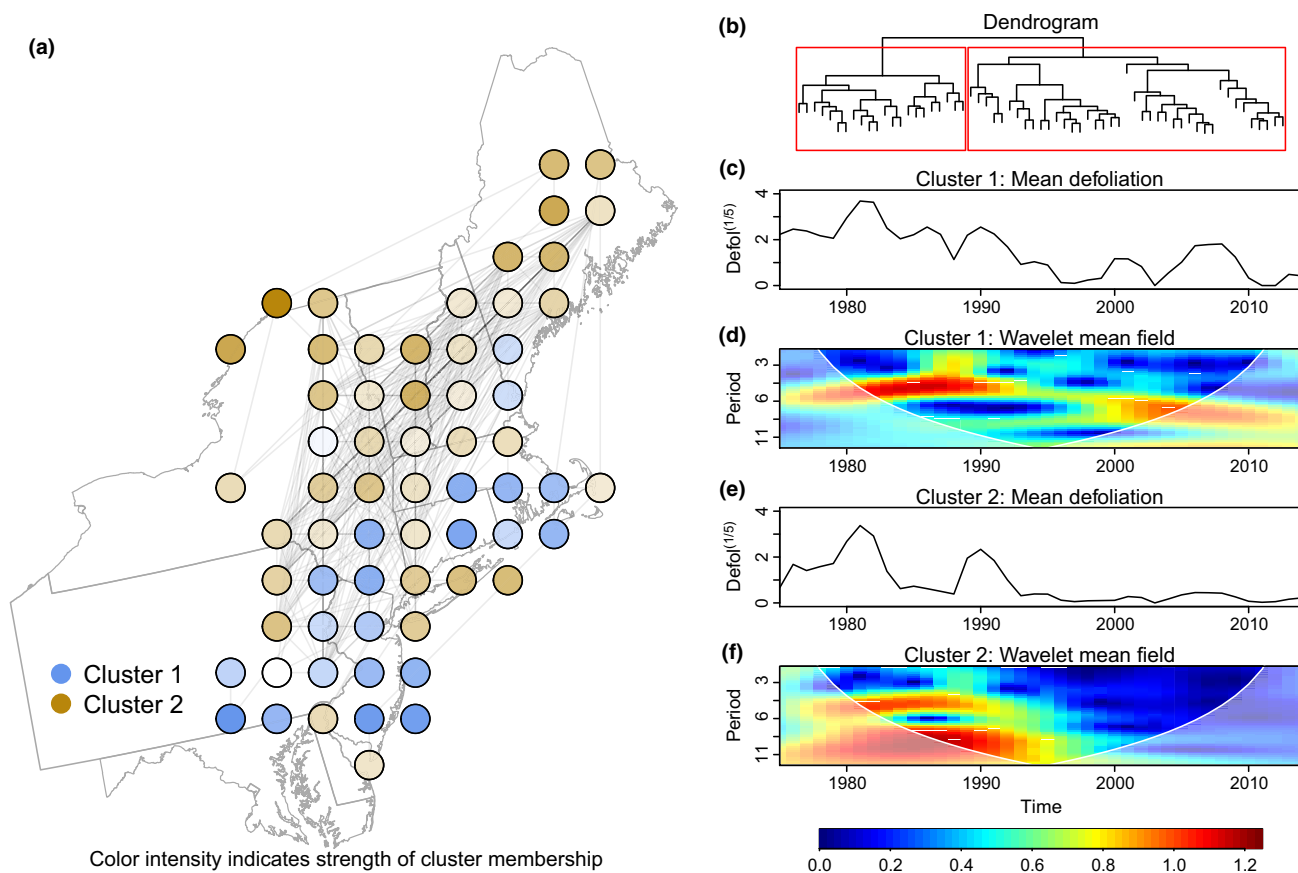 (a)
Cluster 1
Cluster 2
Color intensity indicates strength of cluster membership
(b)
Dendrogram
(c)
Cluster 1: Mean defoliation
Defol(1/5)
4
2
0
1980 1990 2000 2010
(d)
Cluster 1: Wavelet mean field
Period
3
6
11
1980 1990 2000 2010
(e)
Cluster 2: Mean defoliation
Defol(1/5)
4
2
0
1980 1990 2000 2010
(f)
Cluster 2: Wavelet mean field
Period
3
6
11
1980 1990 2000 2010
Time
0.0 0.2 0.4 0.6 0.8 1.0 1.2